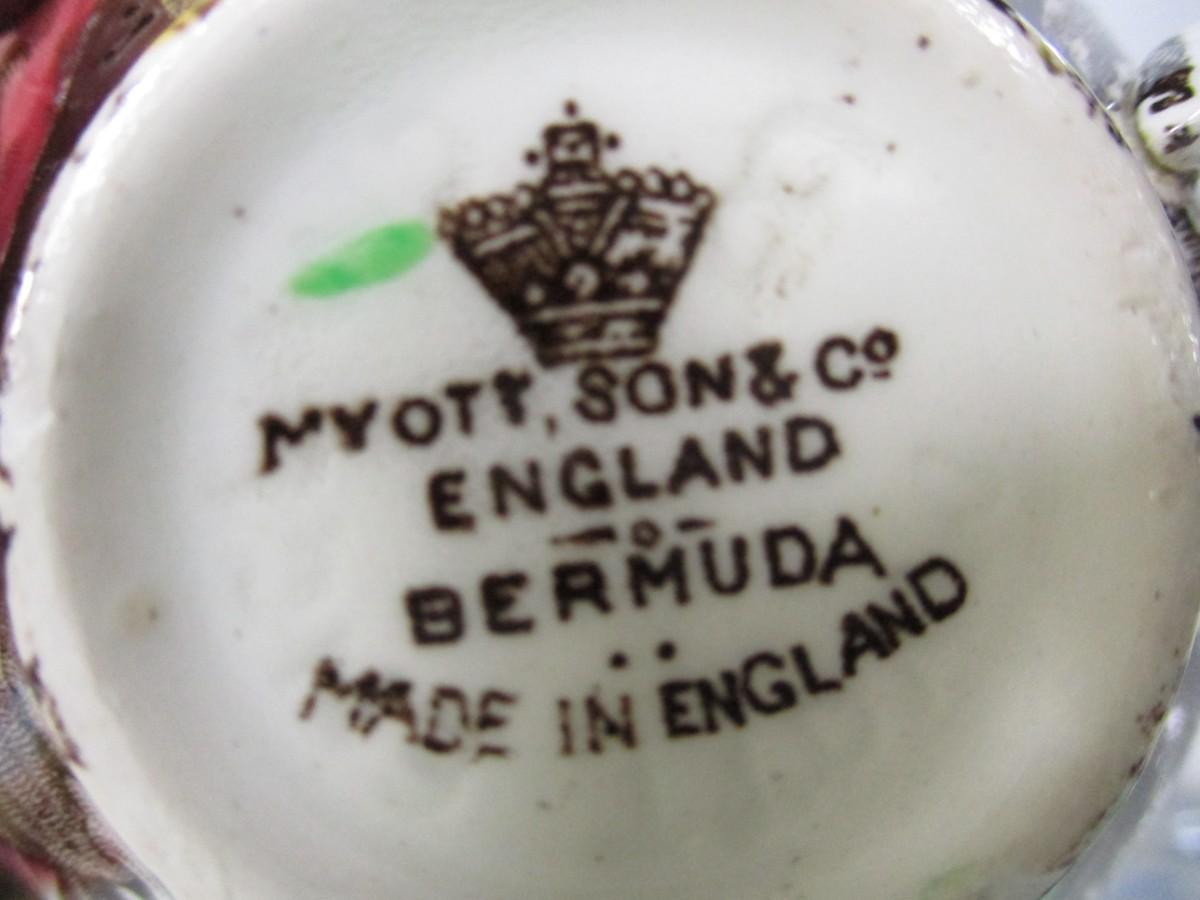 MYOTT, SON & Cº
ENGLAND
BERMUDA
MADE IN ENGLAND